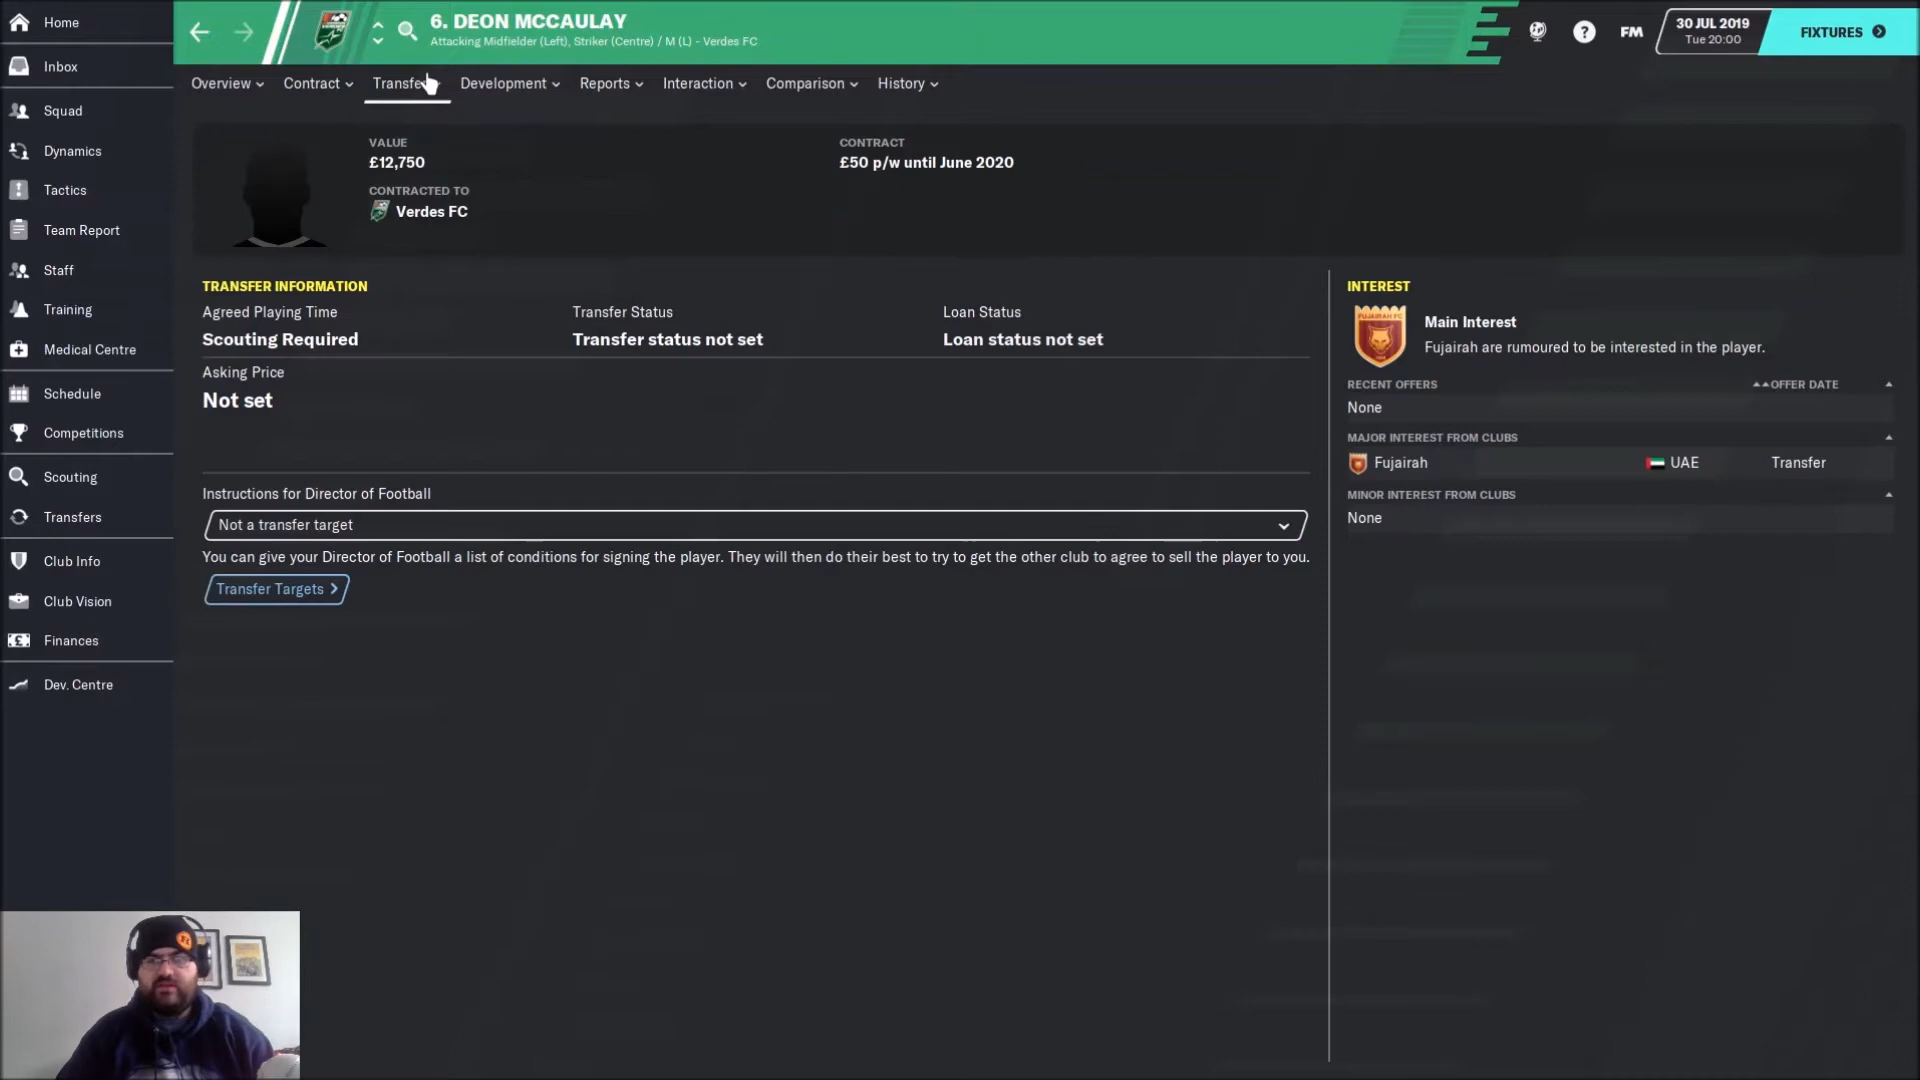 Home
Inbox
Squad
Dynamics
Tactics
Team Report
Staff
Training
Medical Centre
Schedule
Competitions
Scouting
Transfers
Club Info
Club Vision
Finances
Dev. Centre
6. DEON MCCAULAY
Attacking Midfielder (Left), Striker (Centre) / M (L) - Verdes FC
FM
30 JUL 2019
Tue 20:00
FIXTURES
Overview
Contract
Transfer
Development
Reports
Interaction
Comparison
History
VALUE
£12,750
CONTRACTED TO
Verdes FC
CONTRACT
£50 p/w until June 2020
TRANSFER INFORMATION
Agreed Playing Time
Scouting Required
Transfer Status
Transfer status not set
Loan Status
Loan status not set
Asking Price
Not set
Instructions for Director of Football
Not a transfer target
You can give your Director of Football a list of conditions for signing the player. They will then do their best to try to get the other club to agree to sell the player to you.
Transfer Targets
INTEREST
FUJAIRAH FC
Main Interest
Fujairah are rumoured to be interested in the player.
RECENT OFFERS OFFER DATE
None
MAJOR INTEREST FROM CLUBS
Fujairah UAE Transfer
MINOR INTEREST FROM CLUBS
None